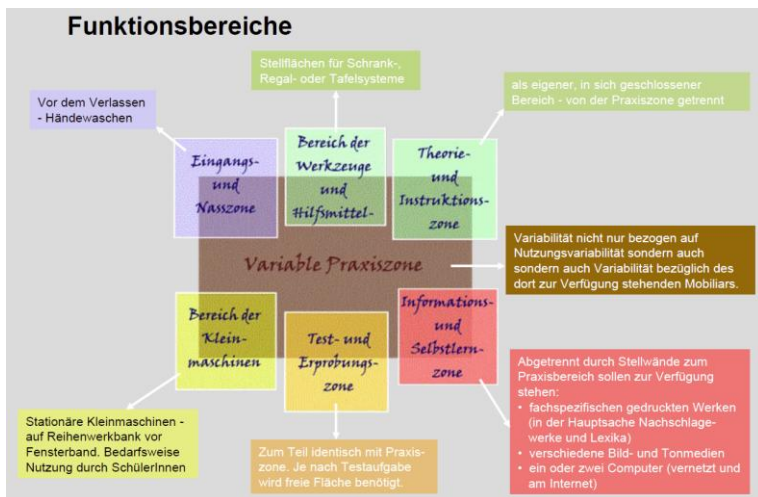 Funktionsbereiche
Stellflächen für Schrank-,
Regal- oder Tafelsysteme
als eigener, in sich geschlossener
Bereich - von der Praxiszone getrennt
Vor dem Verlassen
- Händewaschen
Eingangs-
und
Nasszone
Bereich der
Werkzeuge
und
Hilfsmittel-
Theorie-
und
Instruktions-
zone
Variable Praxiszone
Variabilität nicht nur bezogen auf
Nutzungsvariabilität sondern auch
sondern auch Variabilität bezüglich des
dort zur Verfügung stehenden Mobiliars.
Bereich der
Klein-
maschinen
Test- und
Erprobungs-
zone
Informations-
und
Selbstlern-
zone
Stationäre Kleinmaschinen -
auf Reihenwerkbank vor
Fensterband. Bedarfsweise
Nutzung durch SchülerInnen
Zum Teil identisch mit Praxis-
zone. Je nach Testaufgabe
wird freie Fläche benötigt.
Abgetrennt durch Stellwände zum
Praxisbereich sollen zur Verfügung
stehen:
• fachspezifischen gedruckten Werken
(in der Hauptsache Nachschlage-
werke und Lexika)
• verschiedene Bild- und Tonmedien
• ein oder zwei Computer (vernetzt und
am Internet)